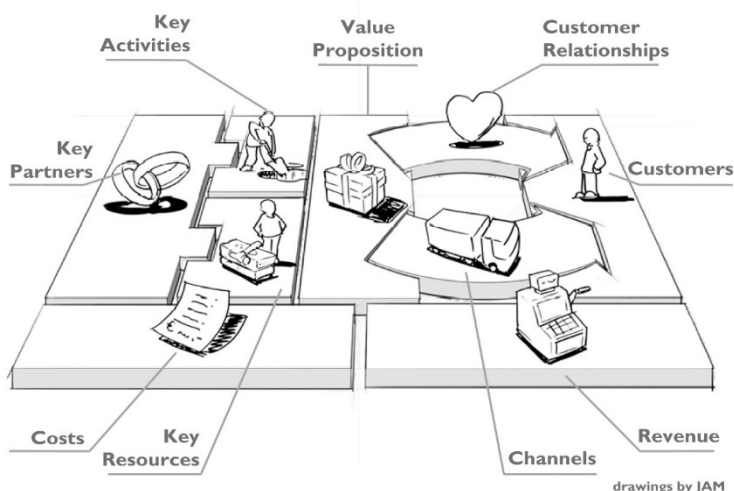 Key
Activities
Value
Proposition
Customer
Relationships
Key
Partners
Customers
Costs
Key
Resources
Channels
Revenue
drawings by JAM